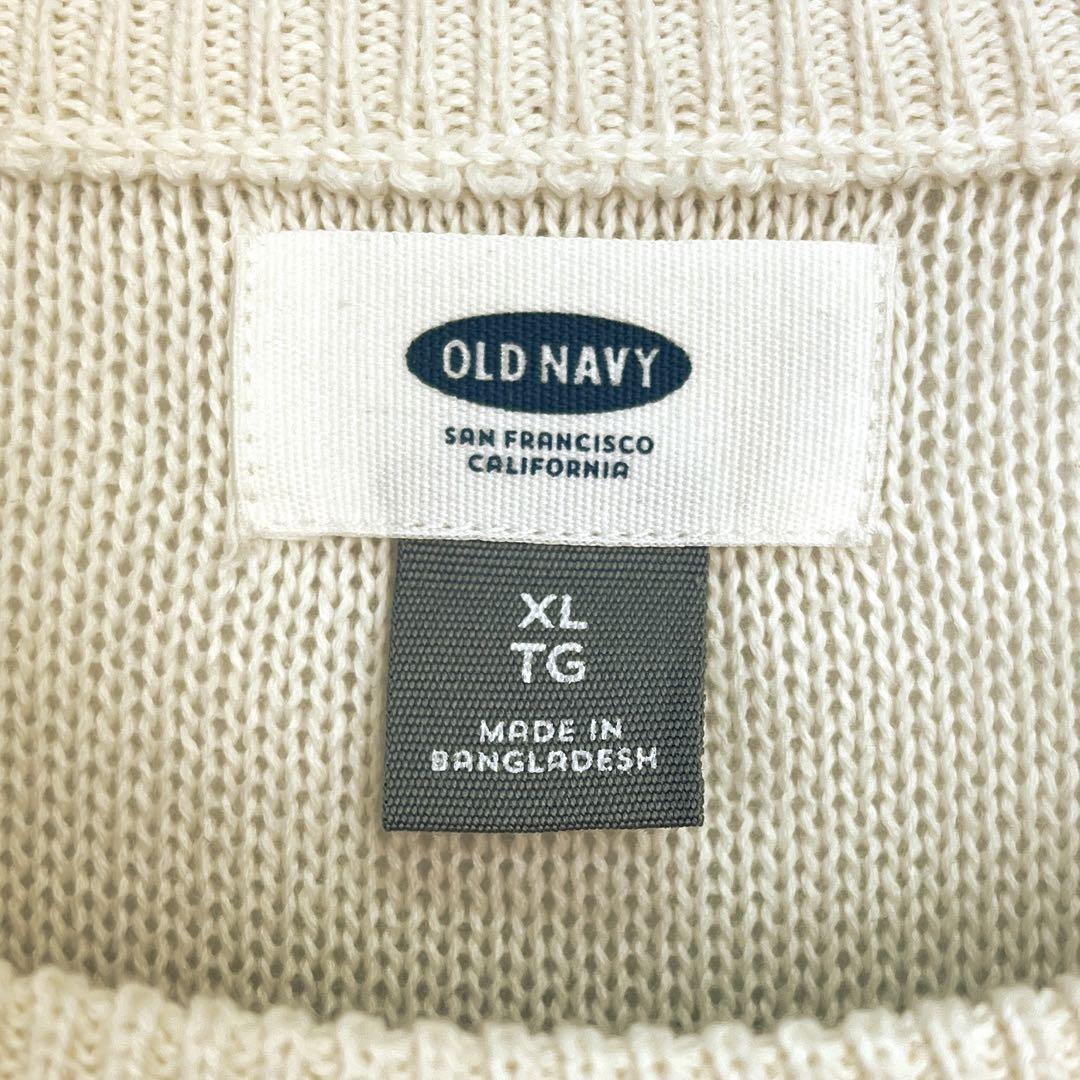 OLD NAVY
SAN FRANCISCO
CALIFORNIA
XL
TG
MADE IN
BANGLADESH